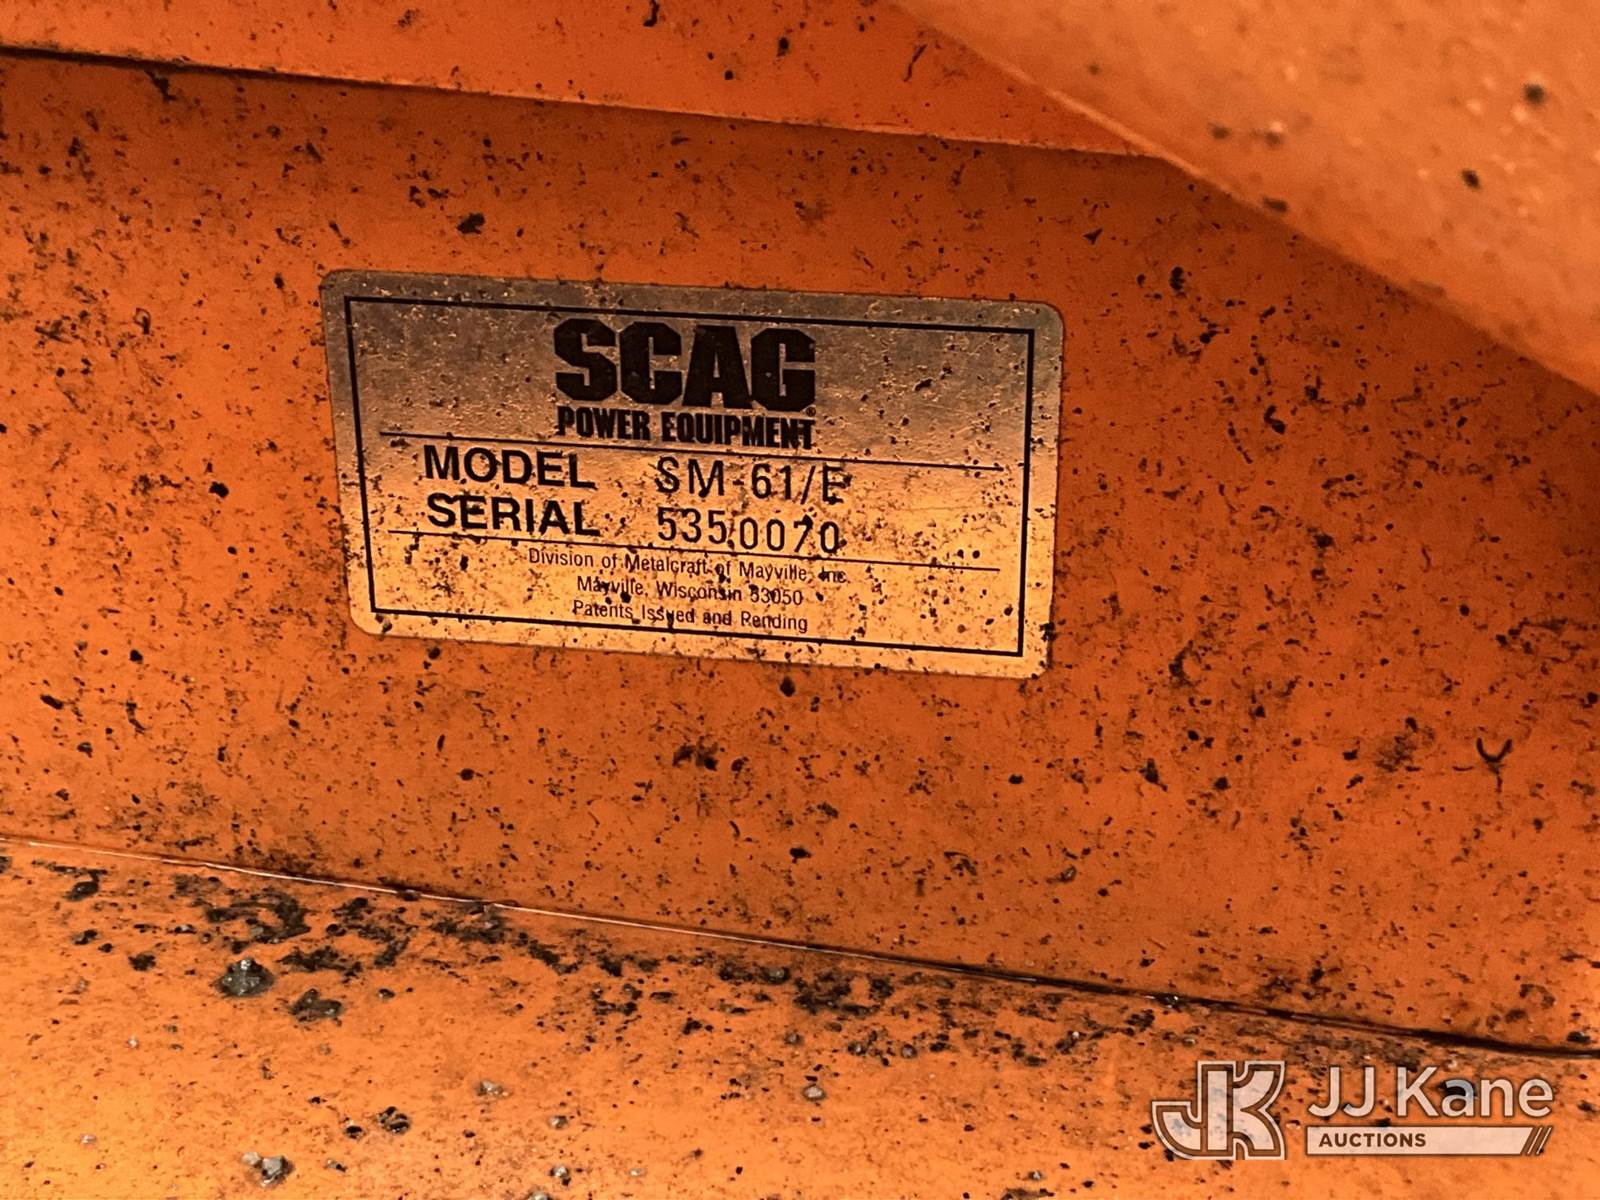 SCAG
POWER EQUIPMENT
MODEL SM-61/E
SERIAL 5350070
Division of Metalcraft of Mayville, Inc.
Mayville, Wisconsin 53050
Patents Issued and Pending
JK JJ Kane
AUCTIONS